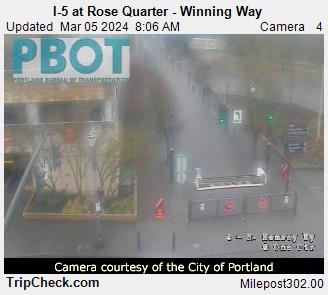 I-5 at Rose Quarter - Winning Way
Updated Mar 05 2024 8:06 AM Camera 4
PBOT
PORTLAND BUREAU OF TRANSPORTATION
Camera courtesy of the City of Portland
TripCheck.com Milepost302.00